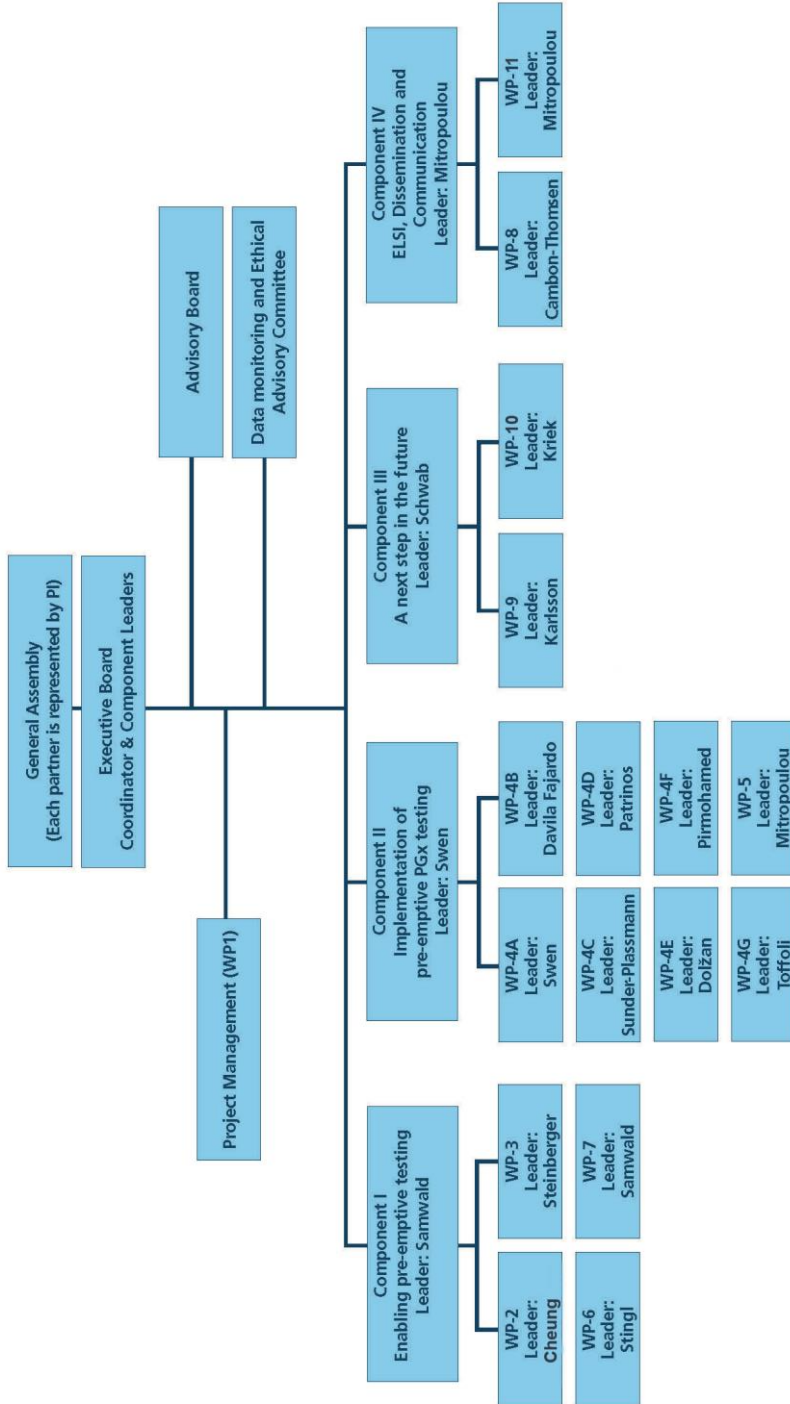 General Assembly
(Each partner is represented by PI)
Executive Board
Coordinator & Component Leaders
Advisory Board
Project Management (WP1)
Data monitoring and Ethical
Advisory Committee
Component I
Enabling pre-emptive testing
Leader: Samwald
WP-2
Leader:
Cheung
WP-3
Leader:
Steinberger
WP-6
Leader:
Stingl
WP-7
Leader:
Samwald
Component II
Implementation of
pre-emptive PGx testing
Leader: Swen
WP-4A
Leader:
Swen
WP-4B
Leader:
Davila Fajardo
WP-4C
Leader:
Sunder-Plassmann
WP-4D
Leader:
Patrinos
WP-4E
Leader:
Dolžan
WP-4F
Leader:
Pirmohamed
WP-4G
Leader:
Toffoli
WP-5
Leader:
Mitropoulou
Component III
A next step in the future
Leader: Schwab
WP-9
Leader:
Karlsson
WP-10
Leader:
Kriek
Component IV
ELSI, Dissemination and
Communication
Leader: Mitropoulou
WP-8
Leader:
Cambon-Thomsen
WP-11
Leader:
Mitropoulou